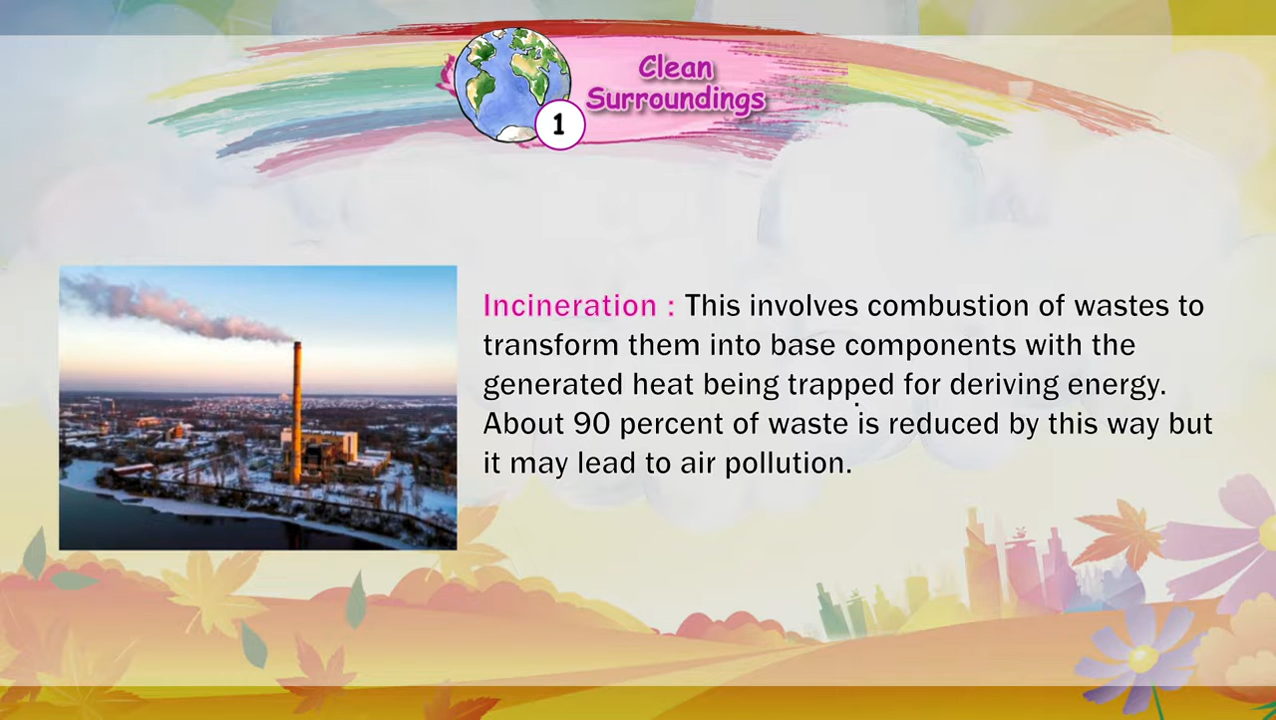 Clean
Surroundings
1
Incineration : This involves combustion of wastes to
transform them into base components with the
generated heat being trapped for deriving energy.
About 90 percent of waste is reduced by this way but
it may lead to air pollution.